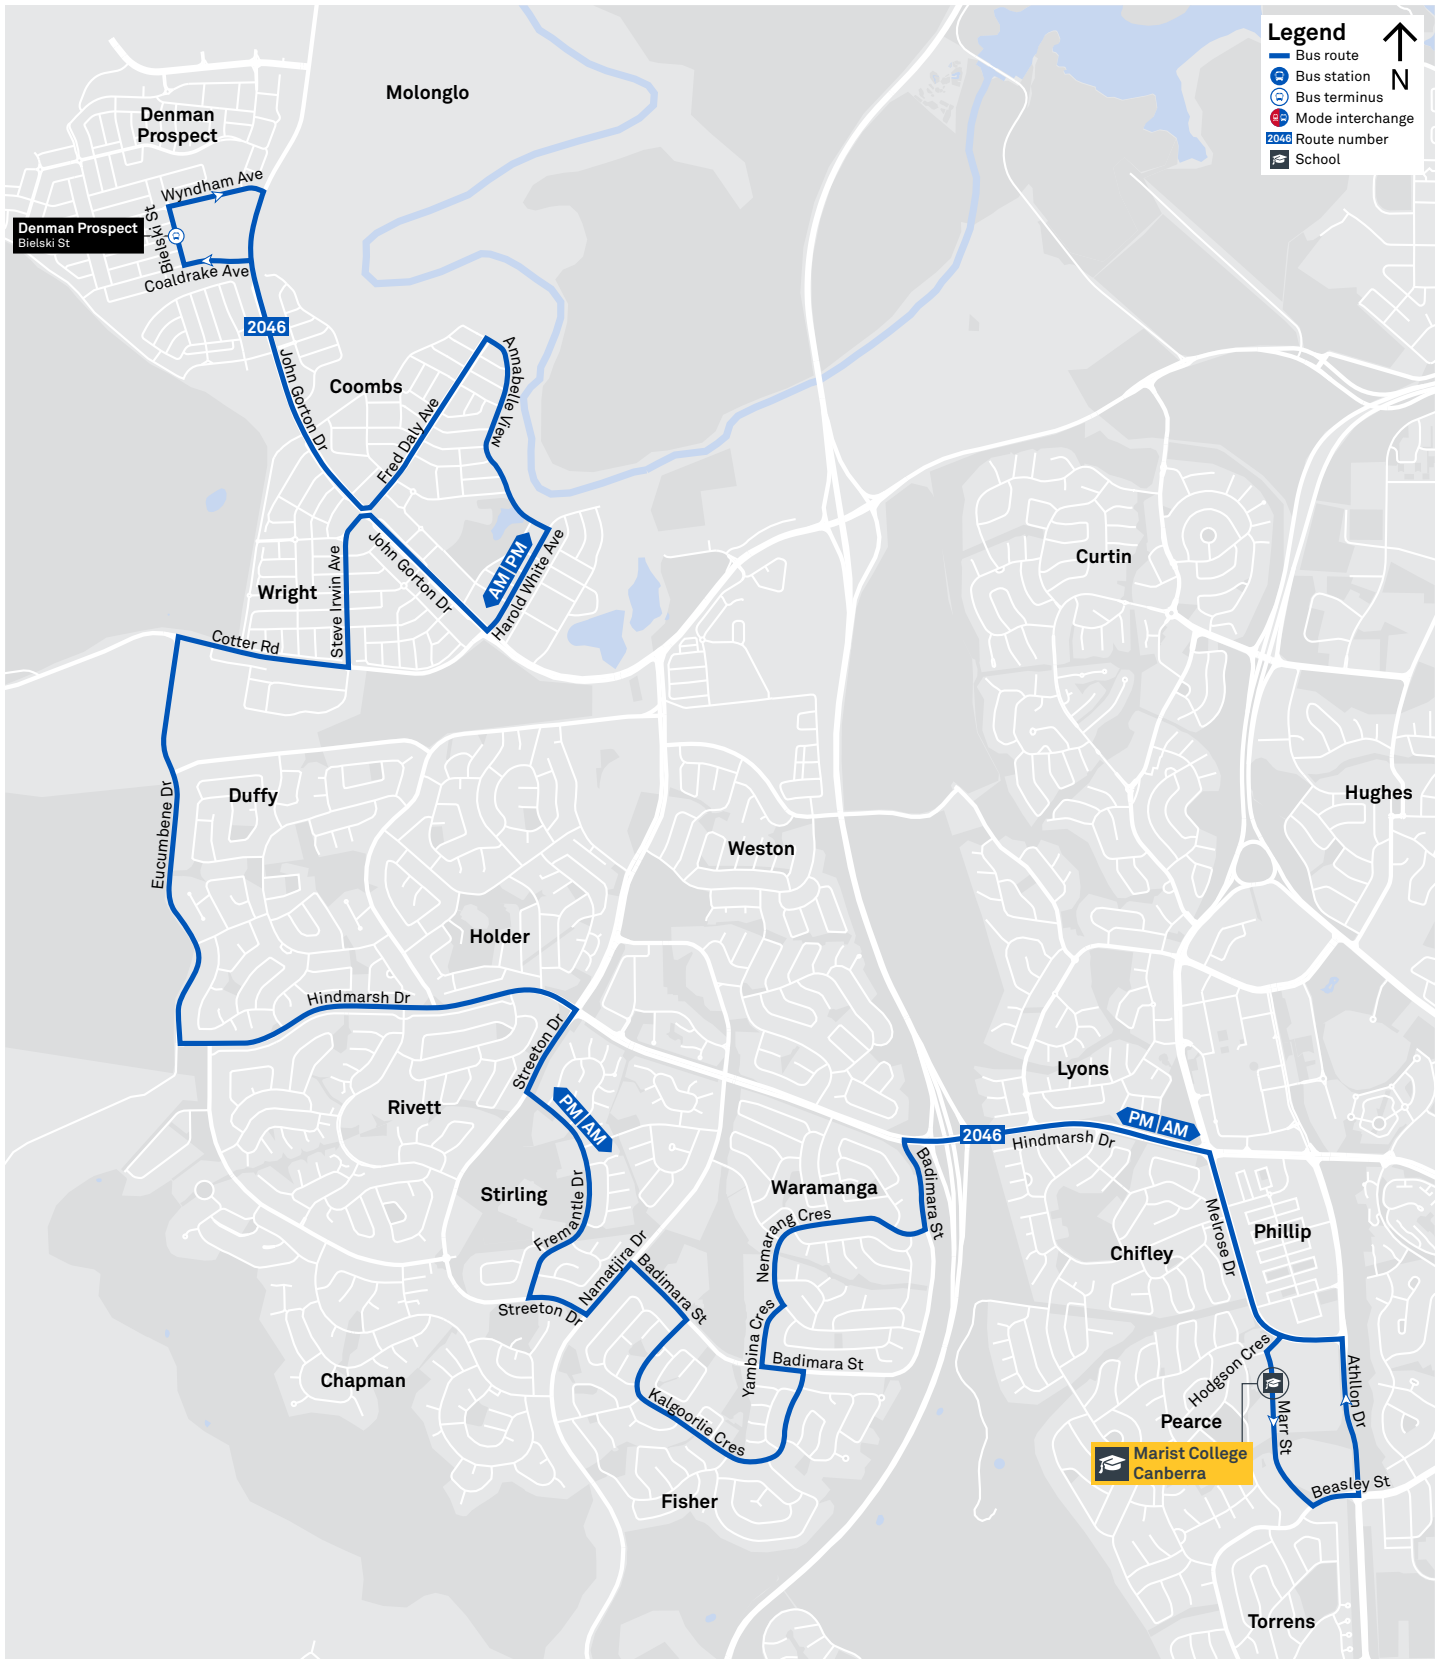 Legend
N
Bus route
Bus station
Bus terminus
Mode interchange
2046 Route number
School
Molonglo
Denman
Prospect
Wyndham Ave
Bielski St
Denman Prospect
Bielski St
Coaldrake Ave
2046
John Gorton Dr
Coombs
Annabelle View
Fred Daly Ave
AM PM
Harold White Ave
John Gorton Dr
Steve Irwin Ave
Wright
Cotter Rd
Curtin
Hughes
Duffy
Eucumbene Dr
Weston
Holder
Hindmarsh Dr
Streeton Dr
Lyons
Rivett
PM AM
PM AM
2046
Hindmarsh Dr
Badimara St
Waramanga
Stirling
Fremantle Dr
Nemarang Cres
Melrose Dr
Phillip
Chifley
Namatjira Dr
Badimara St
Streeton Dr
Yambina Cres
Badimara St
Chapman
Kalgoorlie Cres
Hodgson Cres
Athllon Dr
Pearce
Marr St
Marist College
Canberra
Beasley St
Fisher
Torrens